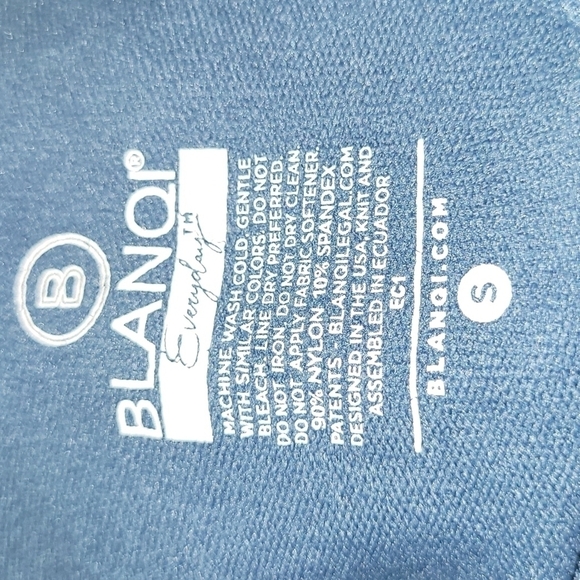 B
BLANQI®
Everyday™
MACHINE WASH COLD, GENTLE
WITH SIMILAR COLORS. DO NOT
BLEACH. LINE DRY PREFERRED.
DO NOT IRON. DO NOT DRY CLEAN.
DO NOT APPLY FABRIC SOFTENER.
90% NYLON 10% SPANDEX
PATENTS BLANQILEGAL.COM
DESIGNED IN THE USA, KNIT AND
ASSEMBLED IN ECUADOR
EC1
BLANQI.COM
S